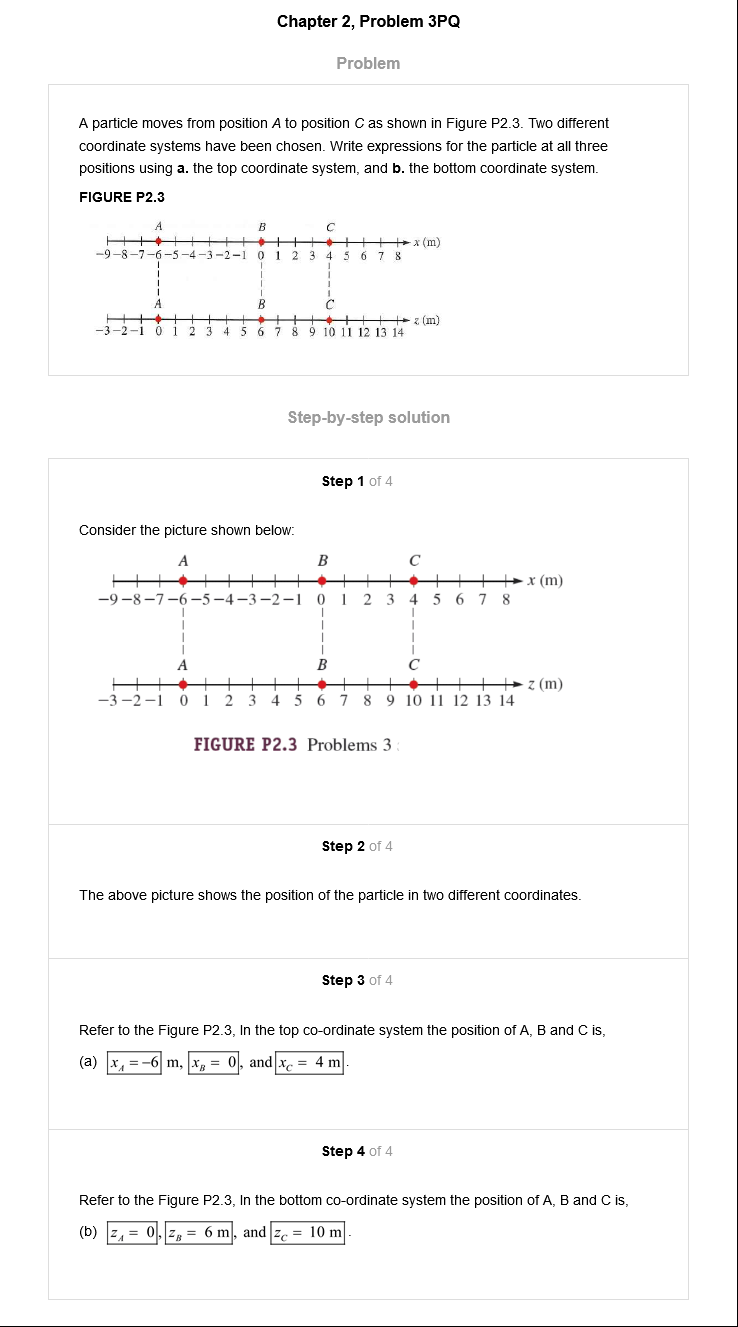 Chapter 2, Problem 3PQ
Problem
A particle moves from position A to position C as shown in Figure P2.3. Two different
coordinate systems have been chosen. Write expressions for the particle at all three
positions using a. the top coordinate system, and b. the bottom coordinate system.
FIGURE P2.3
A B C
x (m)
−9 −8 −7 −6 −5 −4 −3 −2 −1 0 1 2 3 4 5 6 7 8
A B C
z (m)
−3 −2 −1 0 1 2 3 4 5 6 7 8 9 10 11 12 13 14
Step-by-step solution
Step 1 of 4
Consider the picture shown below:
A B C
x (m)
−9 −8 −7 −6 −5 −4 −3 −2 −1 0 1 2 3 4 5 6 7 8
A B C
z (m)
−3 −2 −1 0 1 2 3 4 5 6 7 8 9 10 11 12 13 14
FIGURE P2.3 Problems 3
Step 2 of 4
The above picture shows the position of the particle in two different coordinates.
Step 3 of 4
Refer to the Figure P2.3, In the top co-ordinate system the position of A, B and C is,
(a) x_A = −6 m, x_B = 0, and x_C = 4 m.
Step 4 of 4
Refer to the Figure P2.3, In the bottom co-ordinate system the position of A, B and C is,
(b) z_A = 0, z_B = 6 m, and z_C = 10 m.